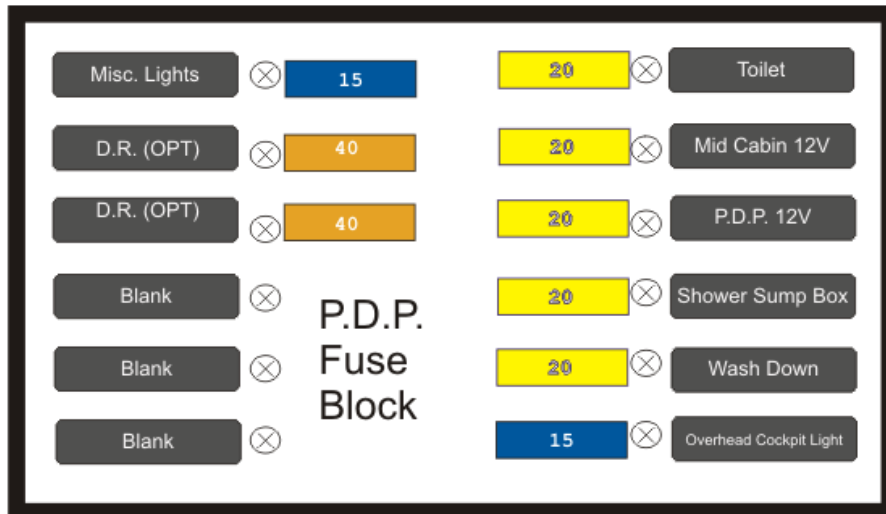 Misc. Lights 15
D.R. (OPT) 40
D.R. (OPT) 40
Blank
Blank
Blank
P.D.P.
Fuse
Block
20 Toilet
20 Mid Cabin 12V
20 P.D.P. 12V
20 Shower Sump Box
20 Wash Down
15 Overhead Cockpit Light